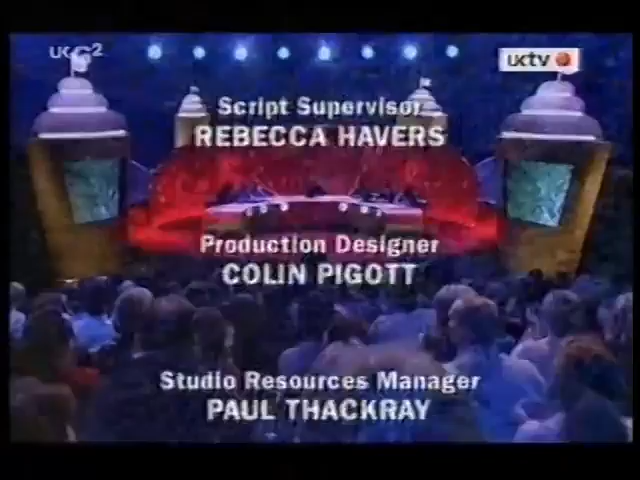 UKG2
uktv
Script Supervisor
REBECCA HAVERS
Production Designer
COLIN PIGOTT
Studio Resources Manager
PAUL THACKRAY